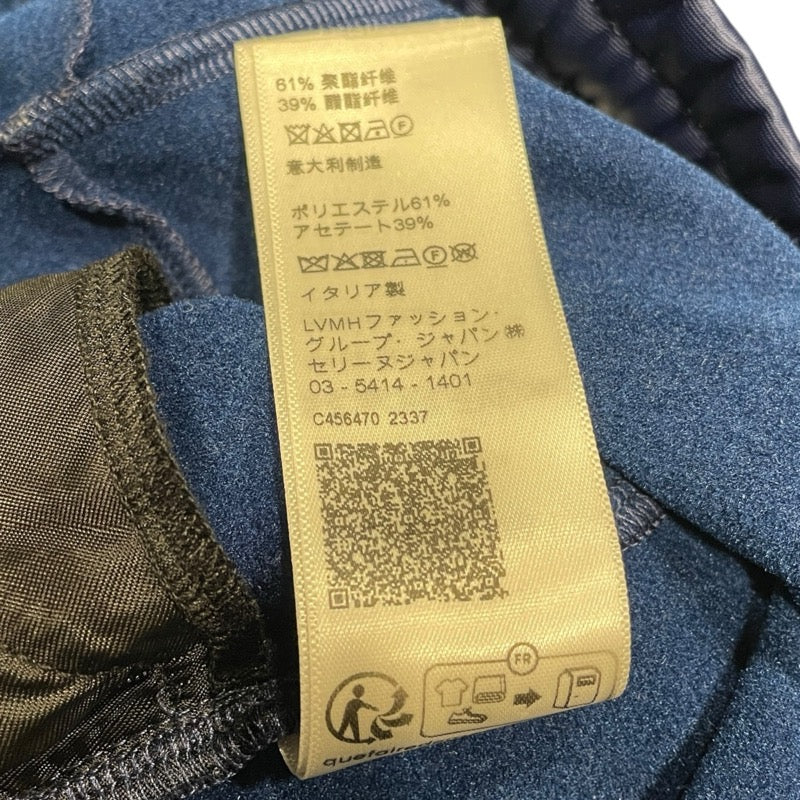 61% 聚酯纤维
39% 醋酯纤维
F
意大利制造
ポリエステル61%
アセテート39%
F W
イタリア製
LVMHファッション・
グループ・ジャパン㈱
セリーヌジャパン
03 - 5414 - 1401
C456470 2337
FR